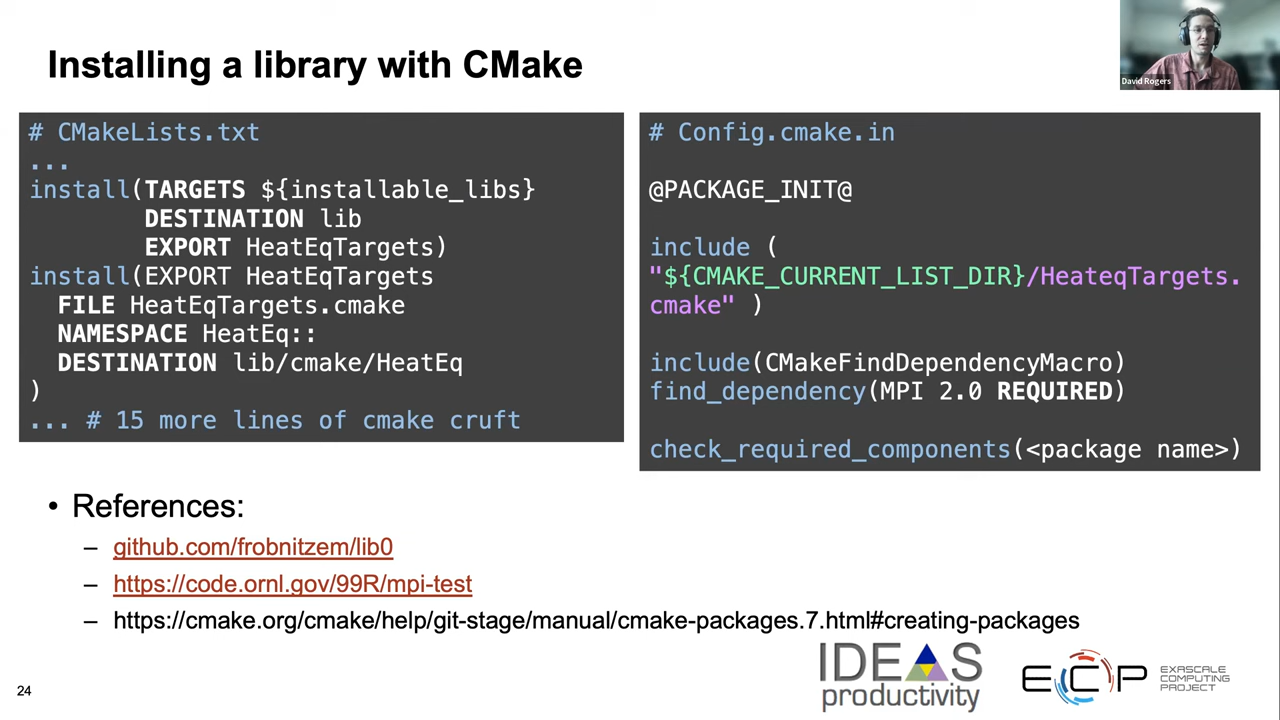 Installing a library with CMake
David Rogers
# CMakeLists.txt
...
install(TARGETS ${installable_libs}
DESTINATION lib
EXPORT HeatEqTargets)
install(EXPORT HeatEqTargets
FILE HeatEqTargets.cmake
NAMESPACE HeatEq::
DESTINATION lib/cmake/HeatEq
)
... # 15 more lines of cmake cruft
# Config.cmake.in
@PACKAGE_INIT@
include (
"${CMAKE_CURRENT_LIST_DIR}/HeateqTargets.
cmake" )
include(CMakeFindDependencyMacro)
find_dependency(MPI 2.0 REQUIRED)
check_required_components(<package name>)
• References:
– github.com/frobnitzem/lib0
– https://code.ornl.gov/99R/mpi-test
– https://cmake.org/cmake/help/git-stage/manual/cmake-packages.7.html#creating-packages
24
IDEAS
productivity
ECP
EXASCALE
COMPUTING
PROJECT